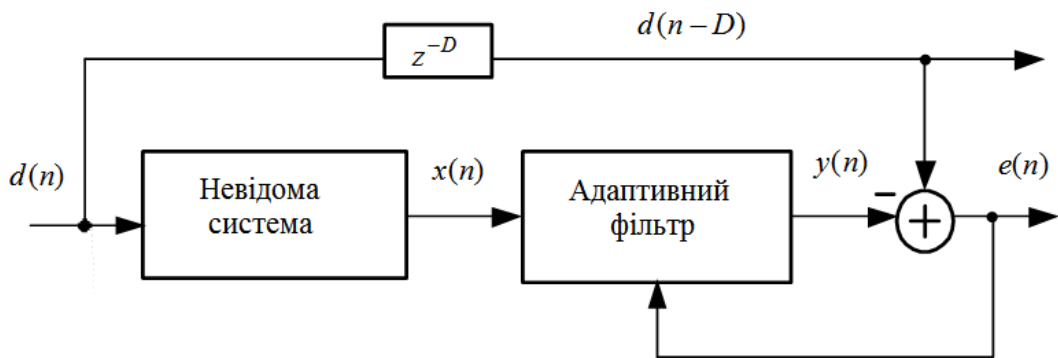 d(n−D)
z^{−D}
d(n)
Невідома
система
x(n)
Адаптивний
фільтр
y(n)
−
+
e(n)